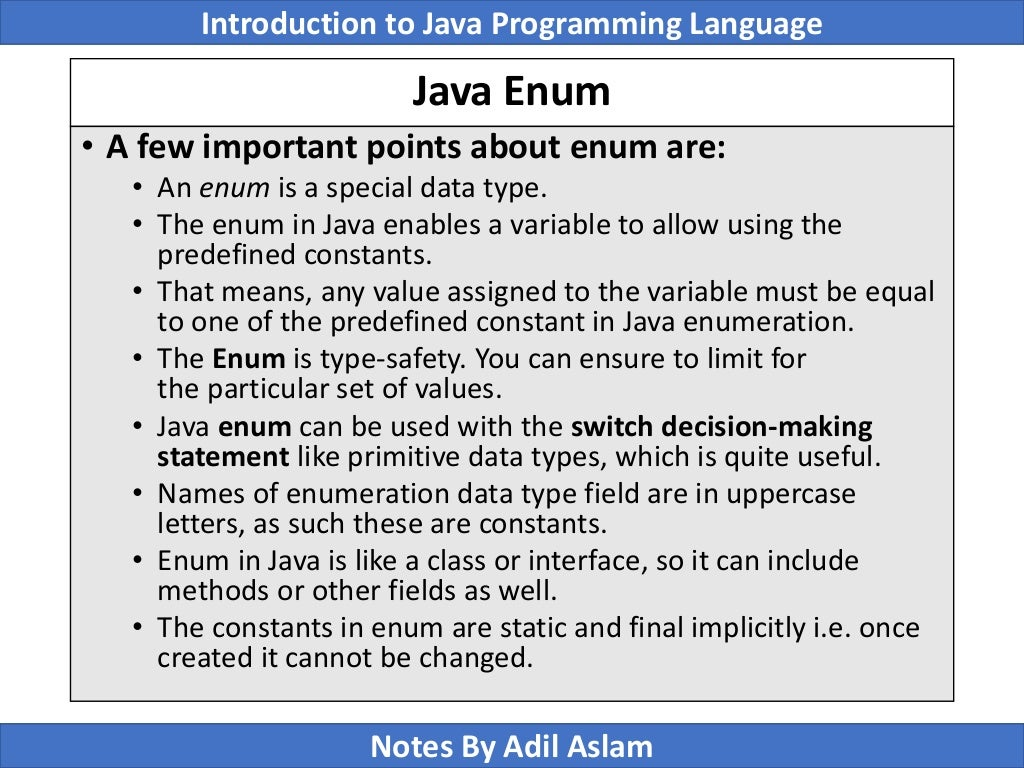 Introduction to Java Programming Language
Java Enum
• A few important points about enum are:
• An enum is a special data type.
• The enum in Java enables a variable to allow using the
predefined constants.
• That means, any value assigned to the variable must be equal
to one of the predefined constant in Java enumeration.
• The Enum is type-safety. You can ensure to limit for
the particular set of values.
• Java enum can be used with the switch decision-making
statement like primitive data types, which is quite useful.
• Names of enumeration data type field are in uppercase
letters, as such these are constants.
• Enum in Java is like a class or interface, so it can include
methods or other fields as well.
• The constants in enum are static and final implicitly i.e. once
created it cannot be changed.
Notes By Adil Aslam